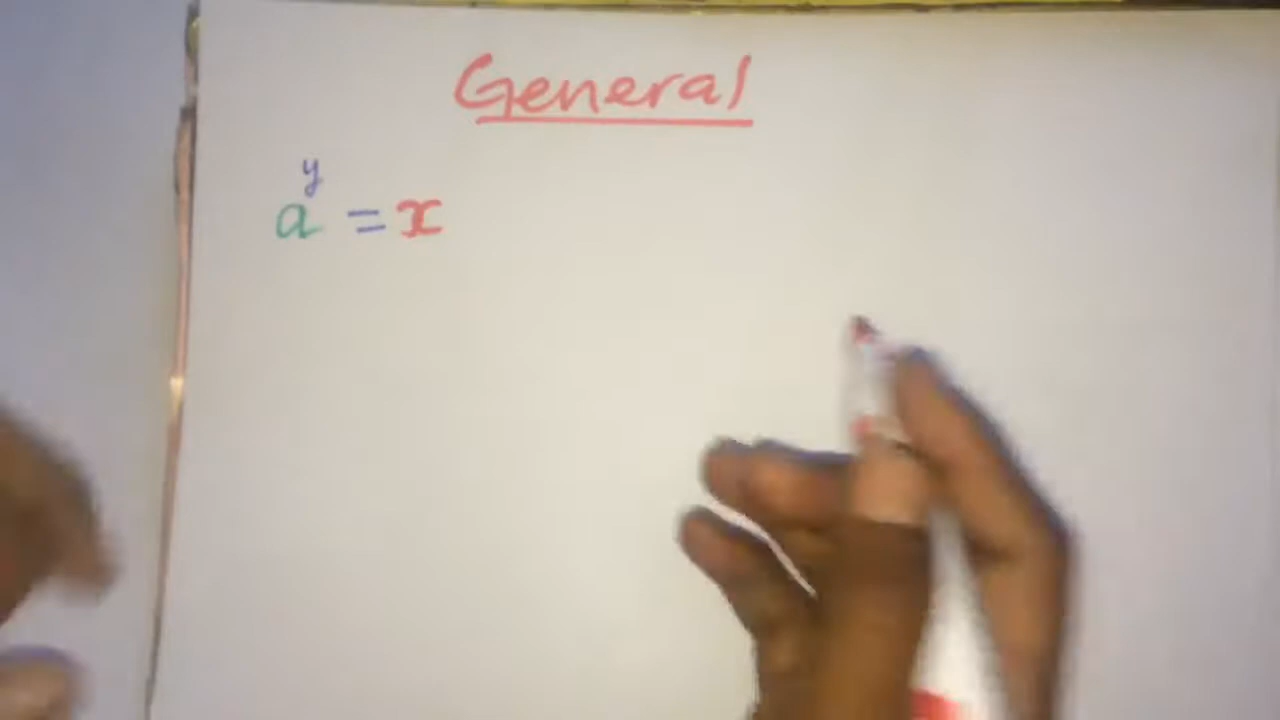 General
a^y = x